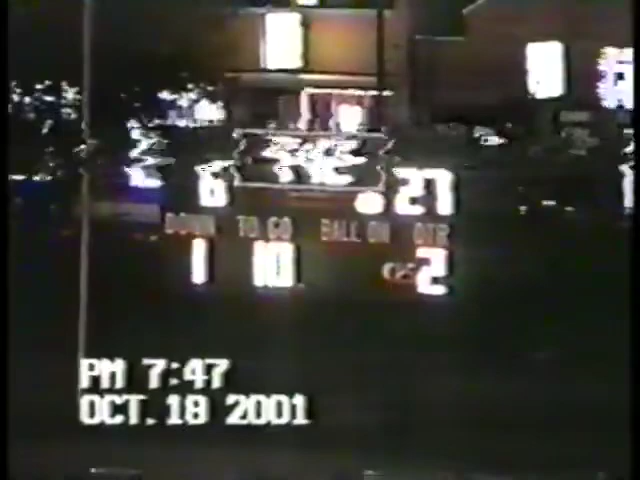 6 27
DOWN TO GO BALL ON QTR
1 10 2
PM 7:47
OCT. 18 2001